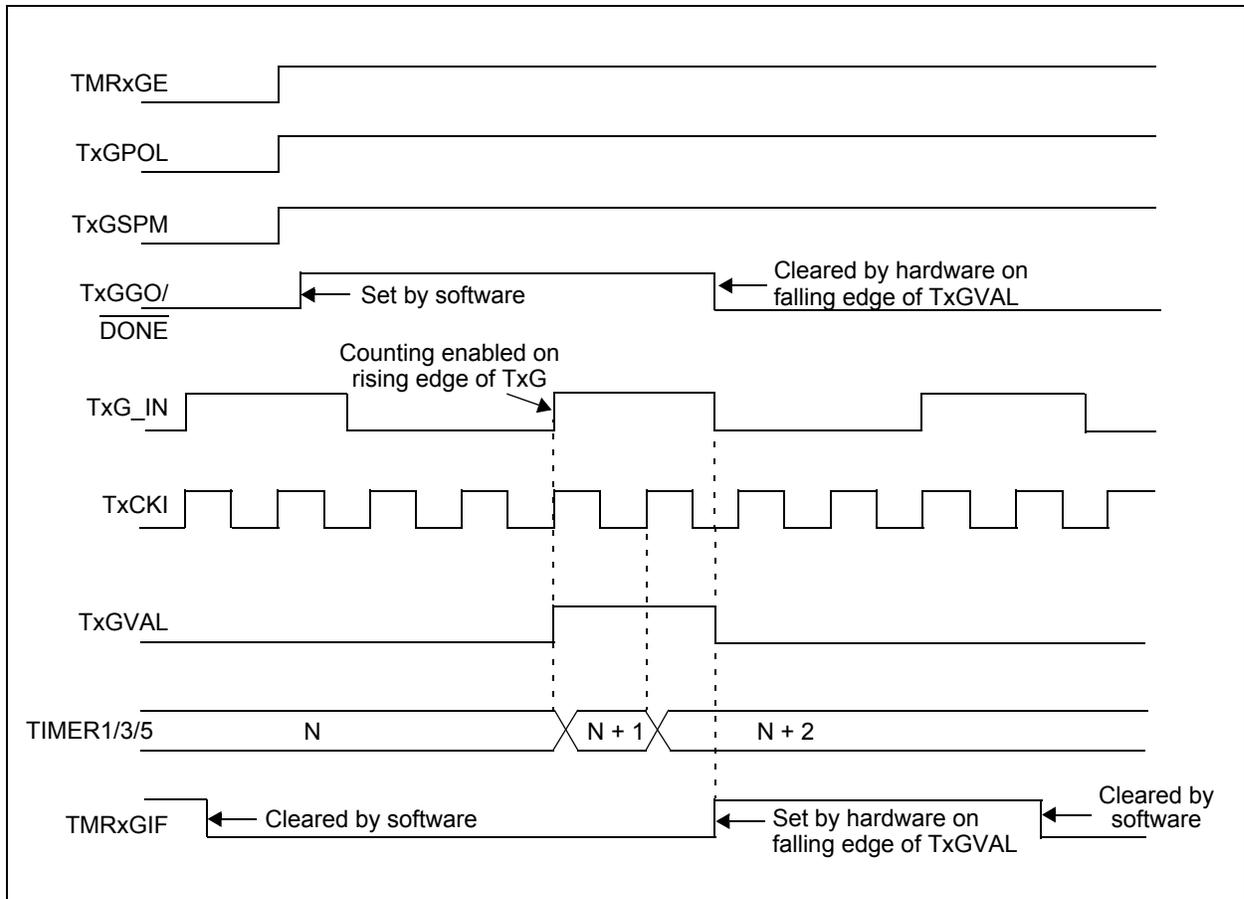 TMRxGE
TxGPOL
TxGSPM
TxGGO/
DONE
Set by software
Cleared by hardware on
falling edge of TxGVAL
Counting enabled on
rising edge of TxG
TxG_IN
TxCKI
TxGVAL
TIMER1/3/5
N
N + 1
N + 2
TMRxGIF
Cleared by software
Set by hardware on
falling edge of TxGVAL
Cleared by
software